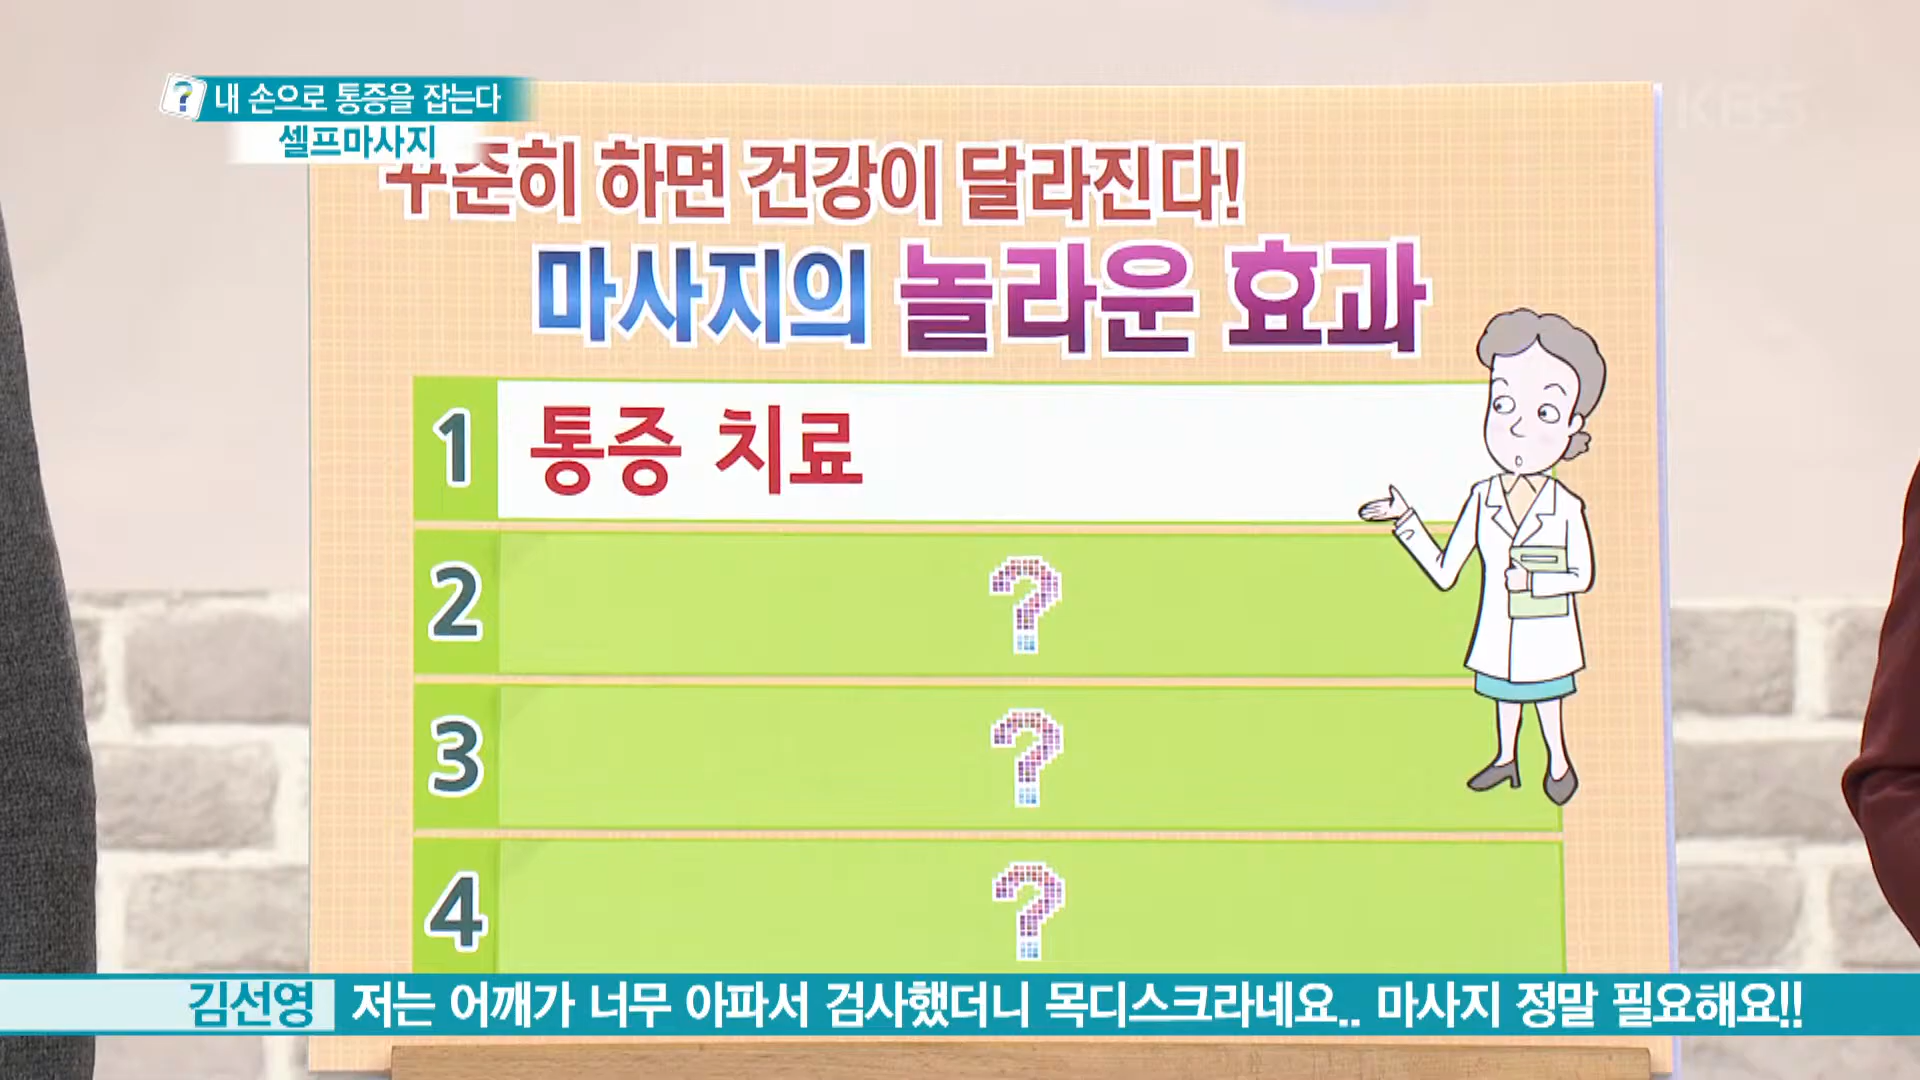 ? 내 손으로 통증을 잡는다
셀프마사지
KBS
꾸준히 하면 건강이 달라진다!
마사지의 놀라운 효과
1 통증 치료
2 ?
3 ?
4 ?
김선영 저는 어깨가 너무 아파서 검사했더니 목디스크라네요.. 마사지 정말 필요해요!!